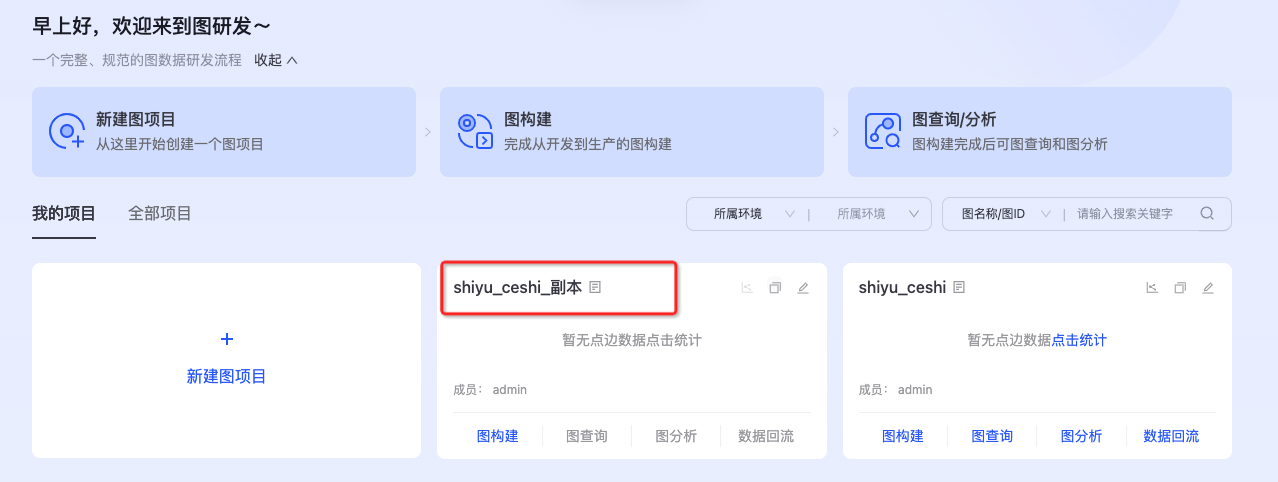 早上好，欢迎来到图研发～
一个完整、规范的图数据研发流程 收起
新建图项目
从这里开始创建一个图项目
图构建
完成从开发到生产的图构建
图查询/分析
图构建完成后可图查询和图分析
我的项目 全部项目 所属环境 | 所属环境 图名称/图ID | 请输入搜索关键字
+
新建图项目
shiyu_ceshi_副本
暂无点边数据点击统计
成员： admin
图构建 图查询 图分析 数据回流
shiyu_ceshi
暂无点边数据点击统计
成员： admin
图构建 图查询 图分析 数据回流